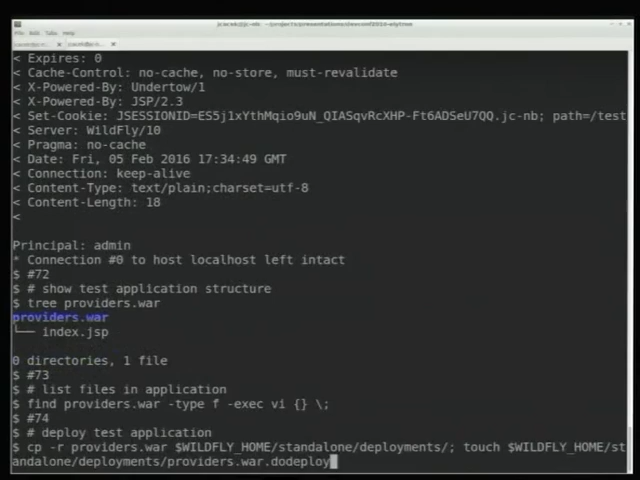 File Edit Tabs Help
< Expires: 0
< Cache-Control: no-cache, no-store, must-revalidate
< X-Powered-By: Undertow/1
< X-Powered-By: JSP/2.3
< Set-Cookie: JSESSIONID=ES5j1xYthMqio9uN_QIASqvRcXHP-Ft6ADSeU7QQ.jc-nb; path=/test
< Server: WildFly/10
< Pragma: no-cache
< Date: Fri, 05 Feb 2016 17:34:49 GMT
< Connection: keep-alive
< Content-Type: text/plain;charset=utf-8
< Content-Length: 18
<
Principal: admin
* Connection #0 to host localhost left intact
$ #72
$ # show test application structure
$ tree providers.war
providers.war
└── index.jsp
0 directories, 1 file
$ #73
$ # list files in application
$ find providers.war -type f -exec vi {} \;
$ #74
$ # deploy test application
$ cp -r providers.war $WILDFLY_HOME/standalone/deployments/; touch $WILDFLY_HOME/st
andalone/deployments/providers.war.dodeploy